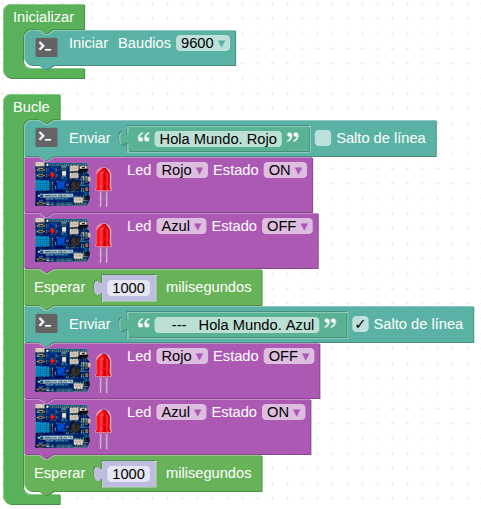 Inicializar
Iniciar Baudios 9600
Bucle
Enviar “ Hola Mundo. Rojo ” Salto de línea
Led Rojo Estado ON
Led Azul Estado OFF
Esperar 1000 milisegundos
Enviar “ --- Hola Mundo. Azul ” Salto de línea
Led Rojo Estado OFF
Led Azul Estado ON
Esperar 1000 milisegundos